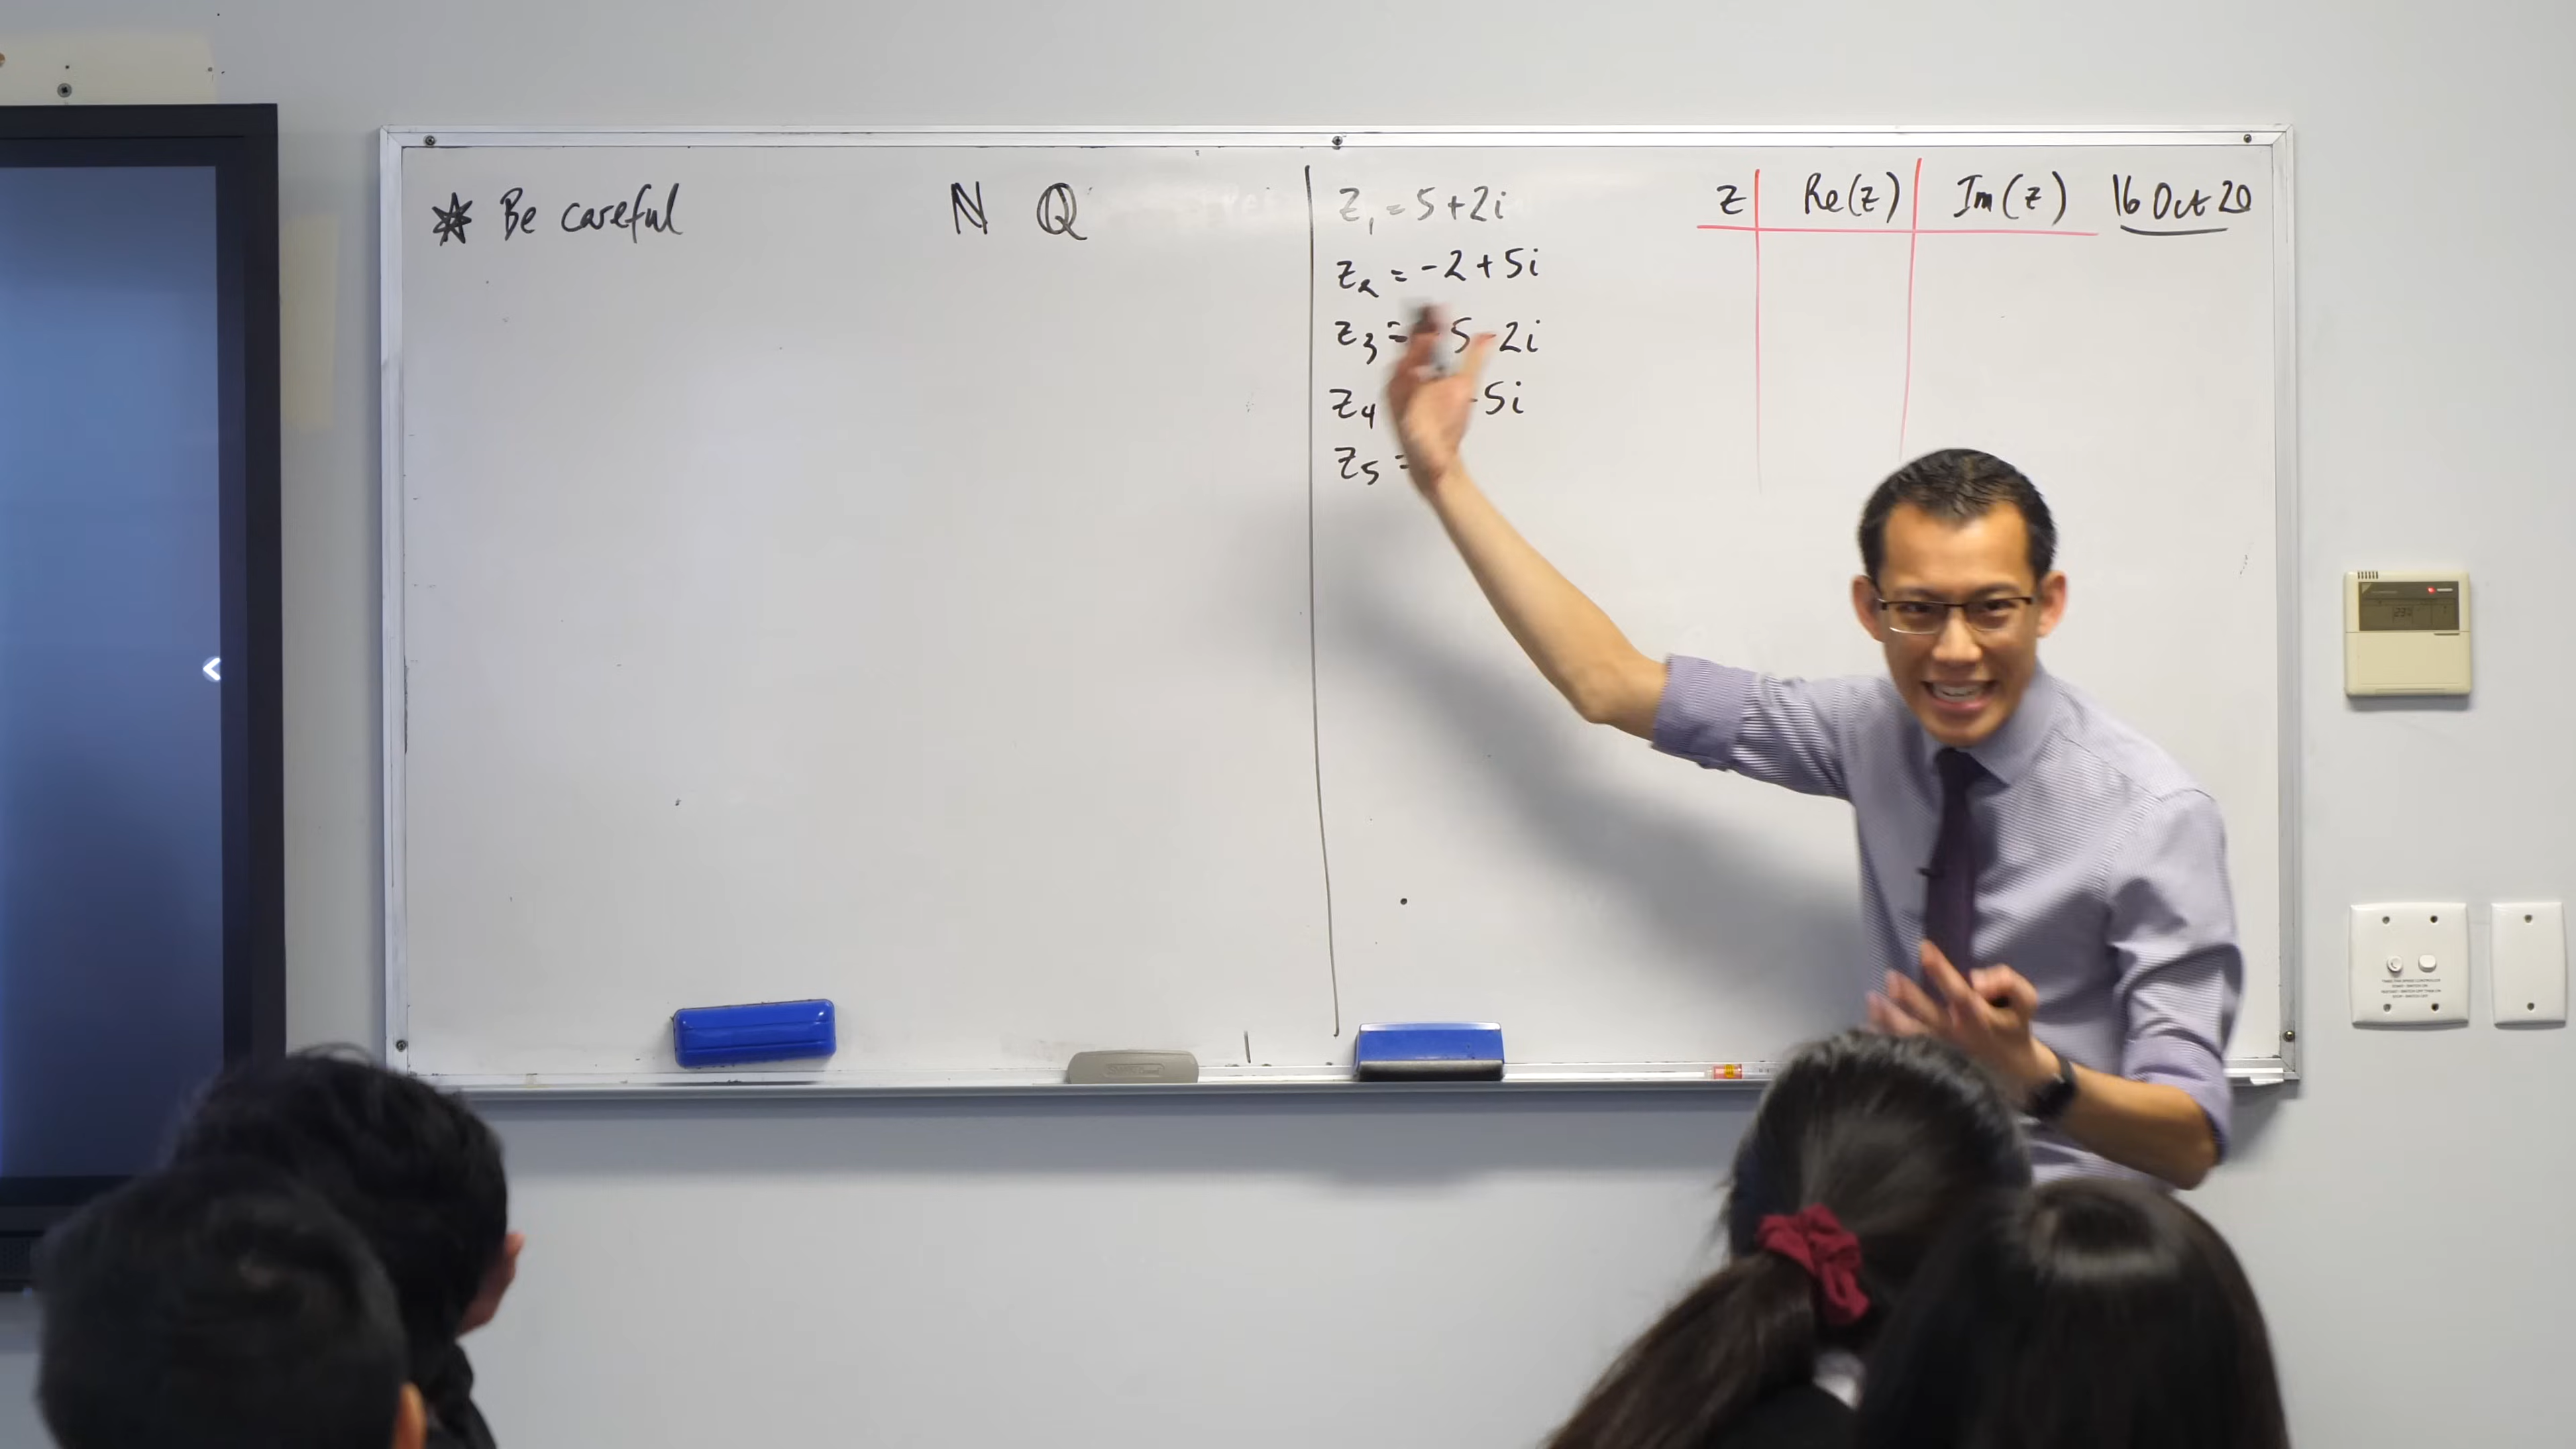 * Be careful
ℕ ℚ
z₁ = 5 + 2i
z₂ = -2 + 5i
z₃ = -5 - 2i
z₄ - 5i
z₅ =
z Re(z) Im(z) 16 Oct 20